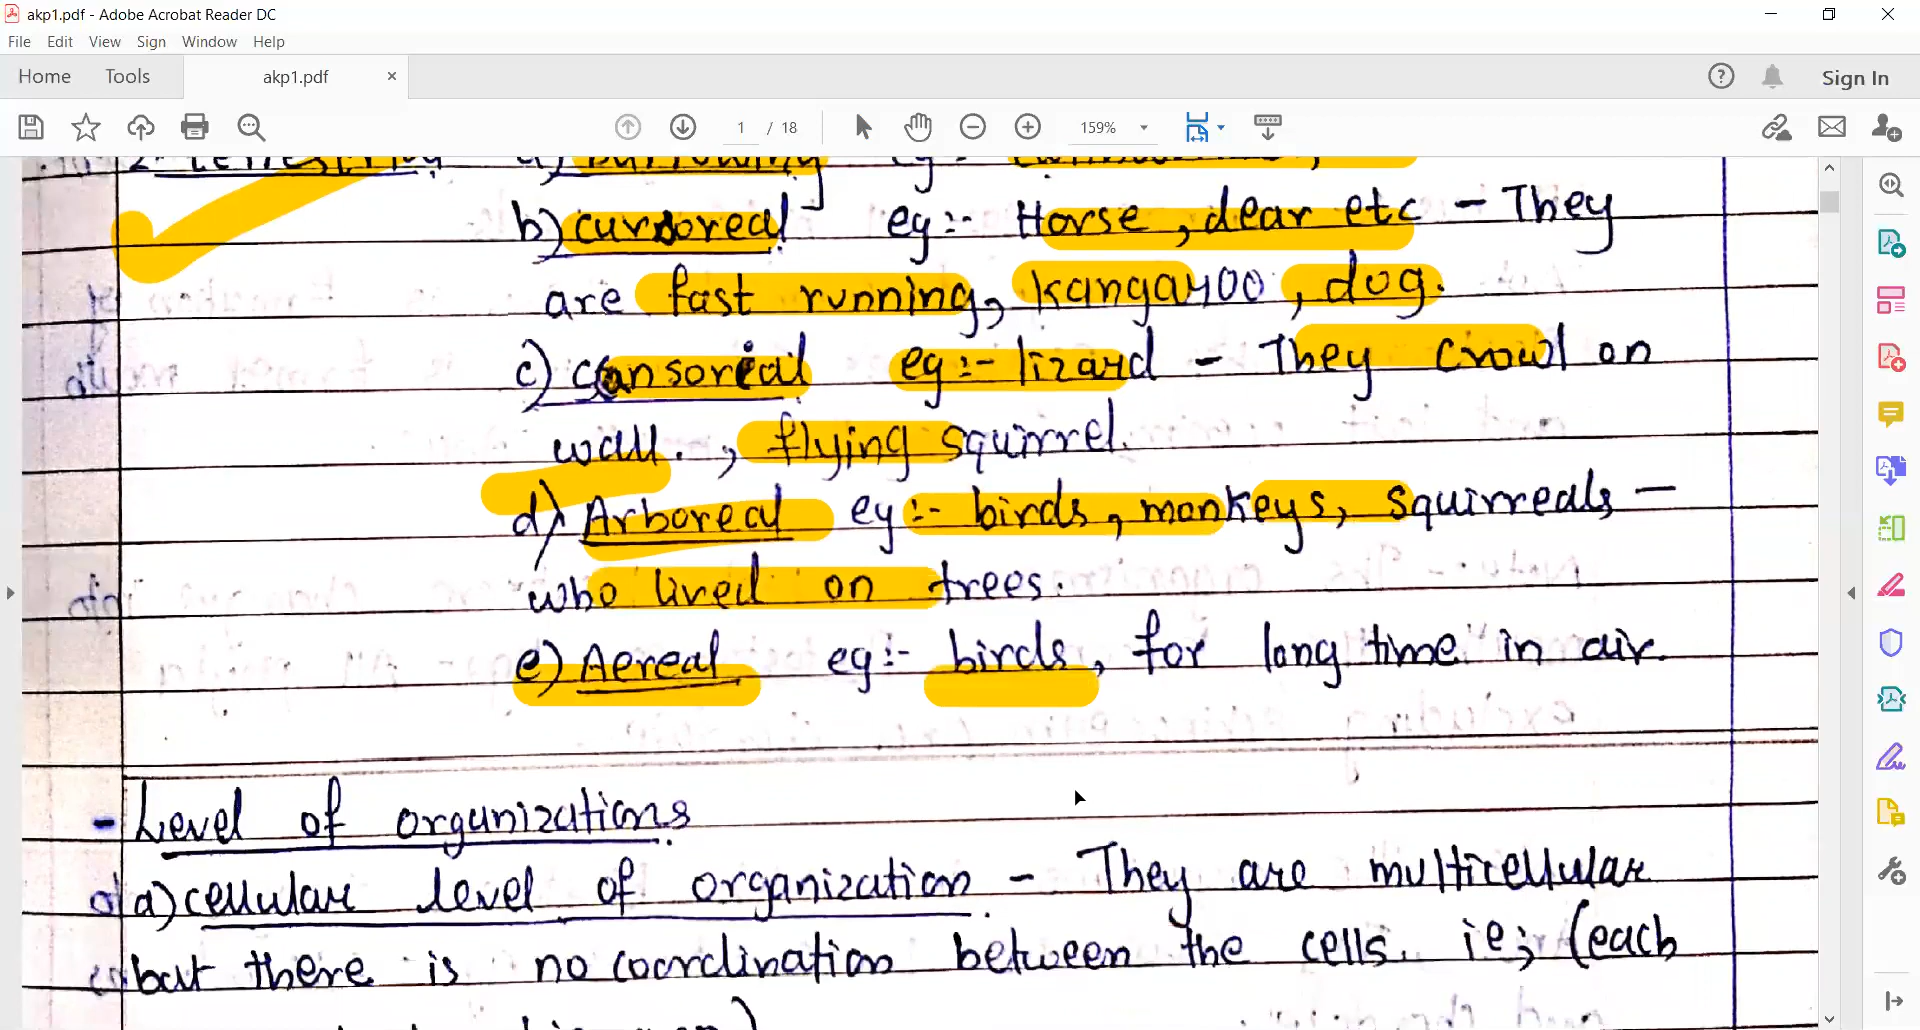 akp1.pdf - Adobe Acrobat Reader DC
File Edit View Sign Window Help
Home Tools akp1.pdf × Sign In
1 / 18 159%
b) cursoreal eg:- Horse, dear etc - They
are fast running, kangaroo, dog.
c) cansorial eg:- lizard - They crowl on
wall., flying squirrel.
d) Arboreal eg:- birds, monkeys, squirreals -
who lived on trees.
e) Aereal eg:- birds, for long time in air.
- Level of organizations.
a) cellular level of organization - They are multicellular
but there is no coordination between the cells. ie; (each